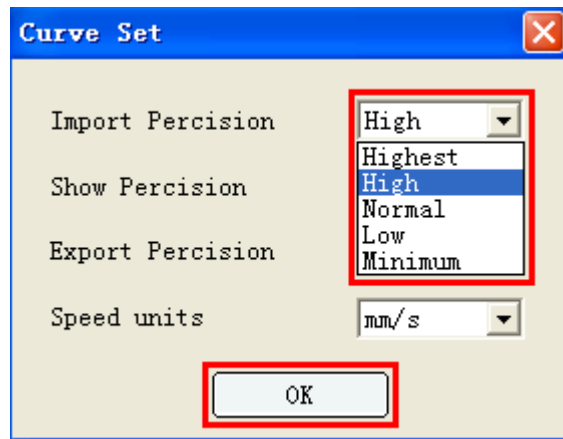 Curve Set
Import Percision
High
Highest
High
Show Percision
Normal
Low
Export Percision
Minimum
Speed units
mm/s
OK